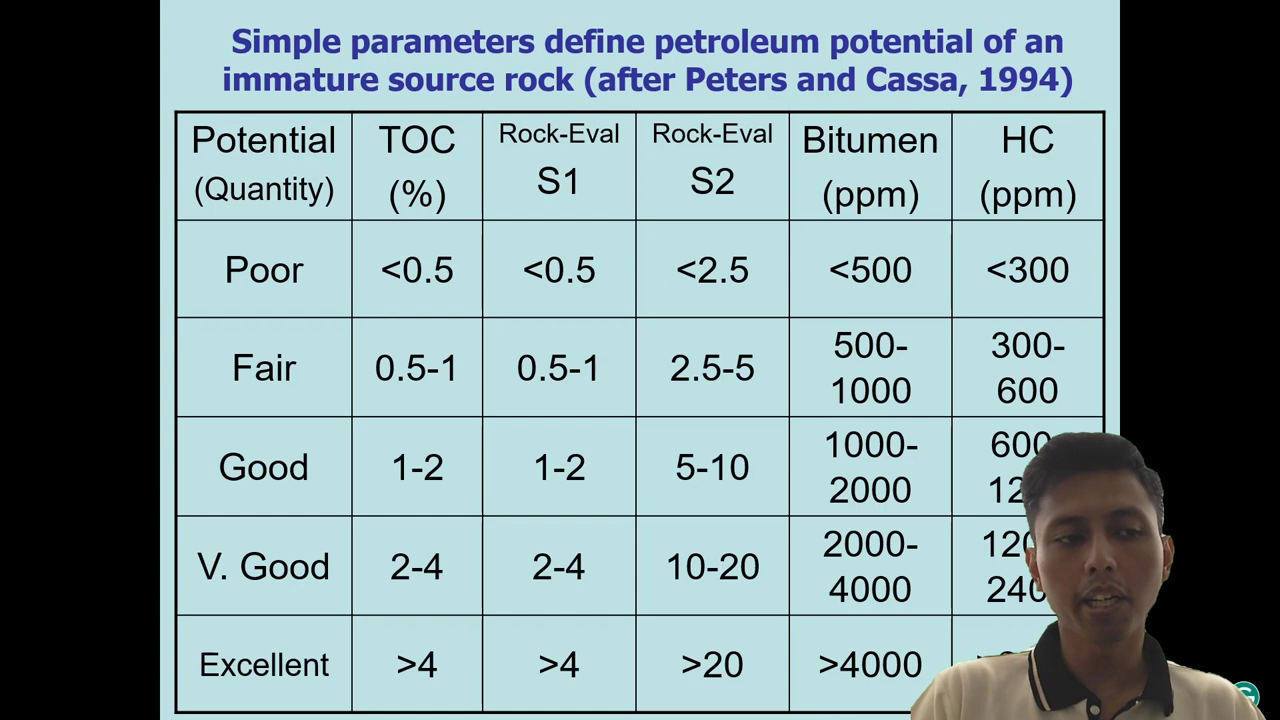 Simple parameters define petroleum potential of an
immature source rock (after Peters and Cassa, 1994)
Potential (Quantity) TOC (%) Rock-Eval S1 Rock-Eval S2 Bitumen (ppm) HC (ppm)
Poor <0.5 <0.5 <2.5 <500 <300
Fair 0.5-1 0.5-1 2.5-5 500-1000 300-600
Good 1-2 1-2 5-10 1000-2000
V. Good 2-4 2-4 10-20 2000-4000
Excellent >4 >4 >20 >4000